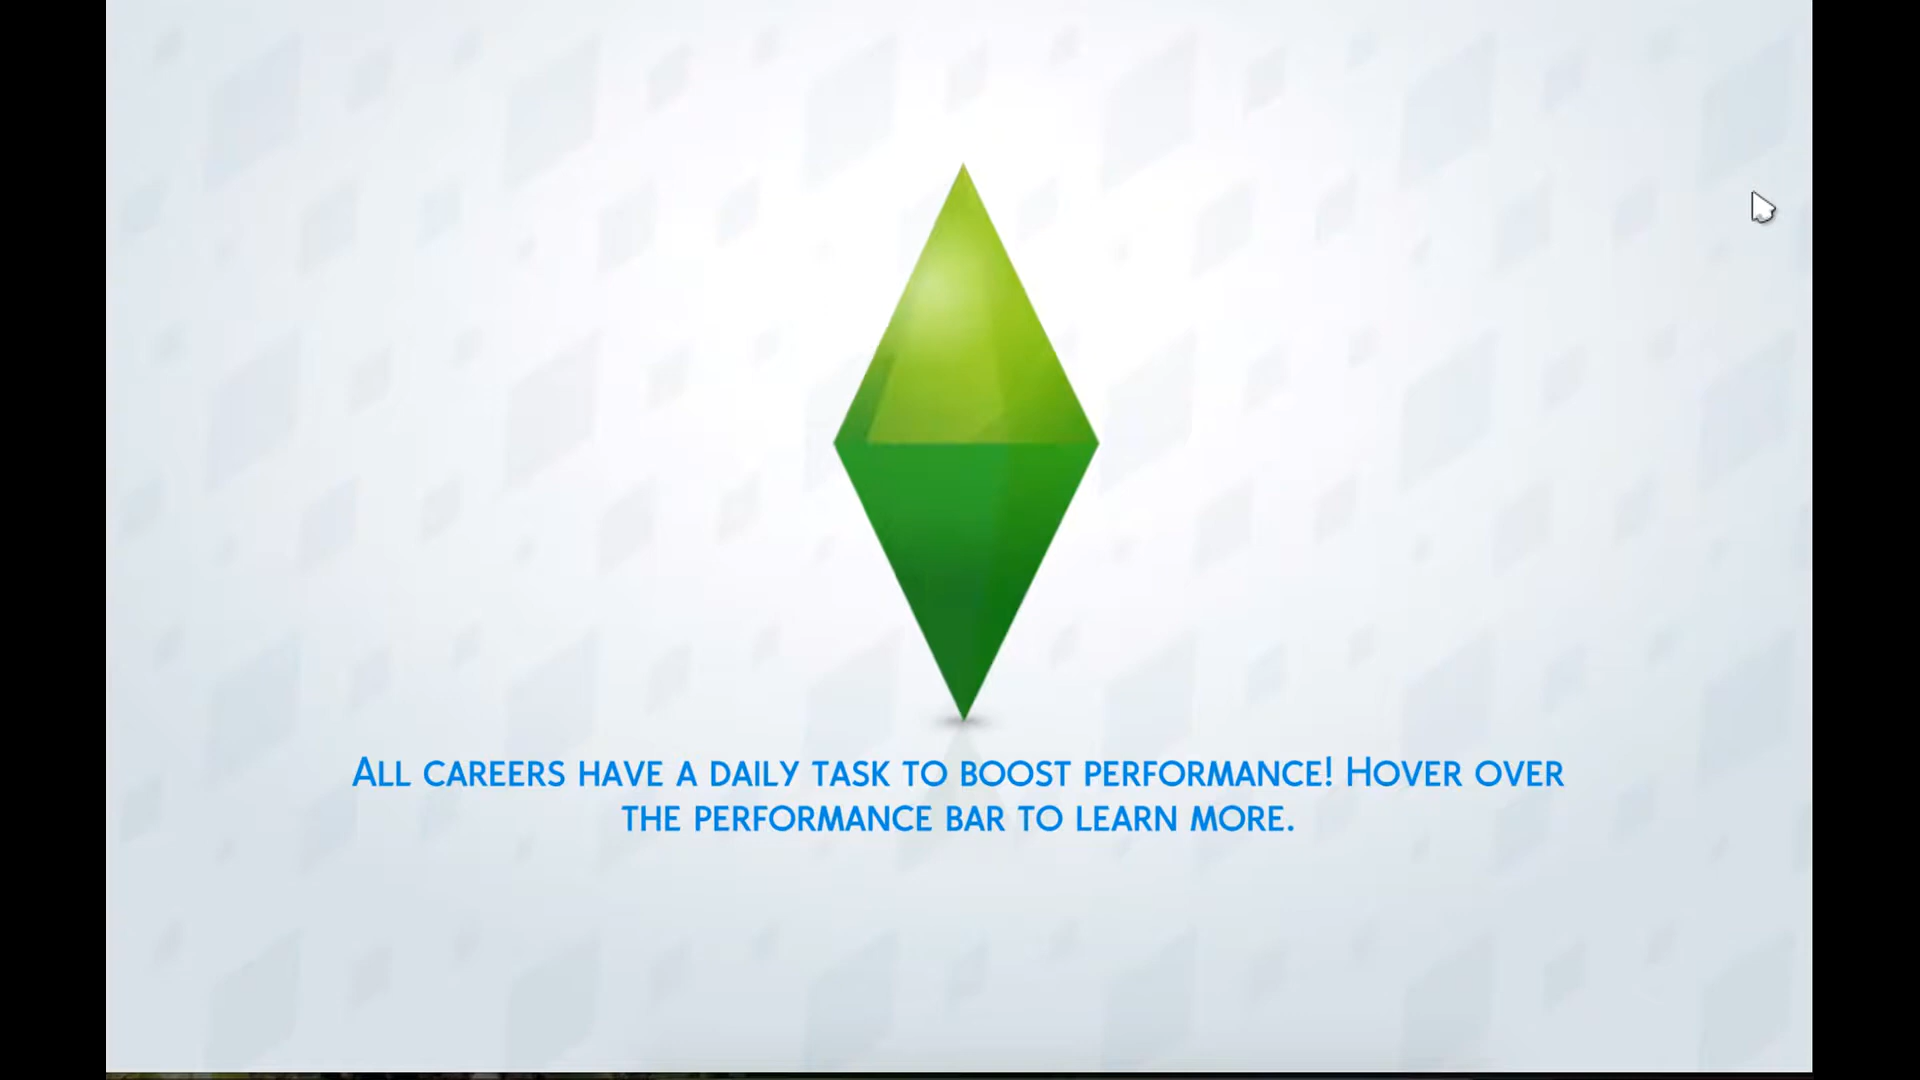 All careers have a daily task to boost performance! Hover over
the performance bar to learn more.